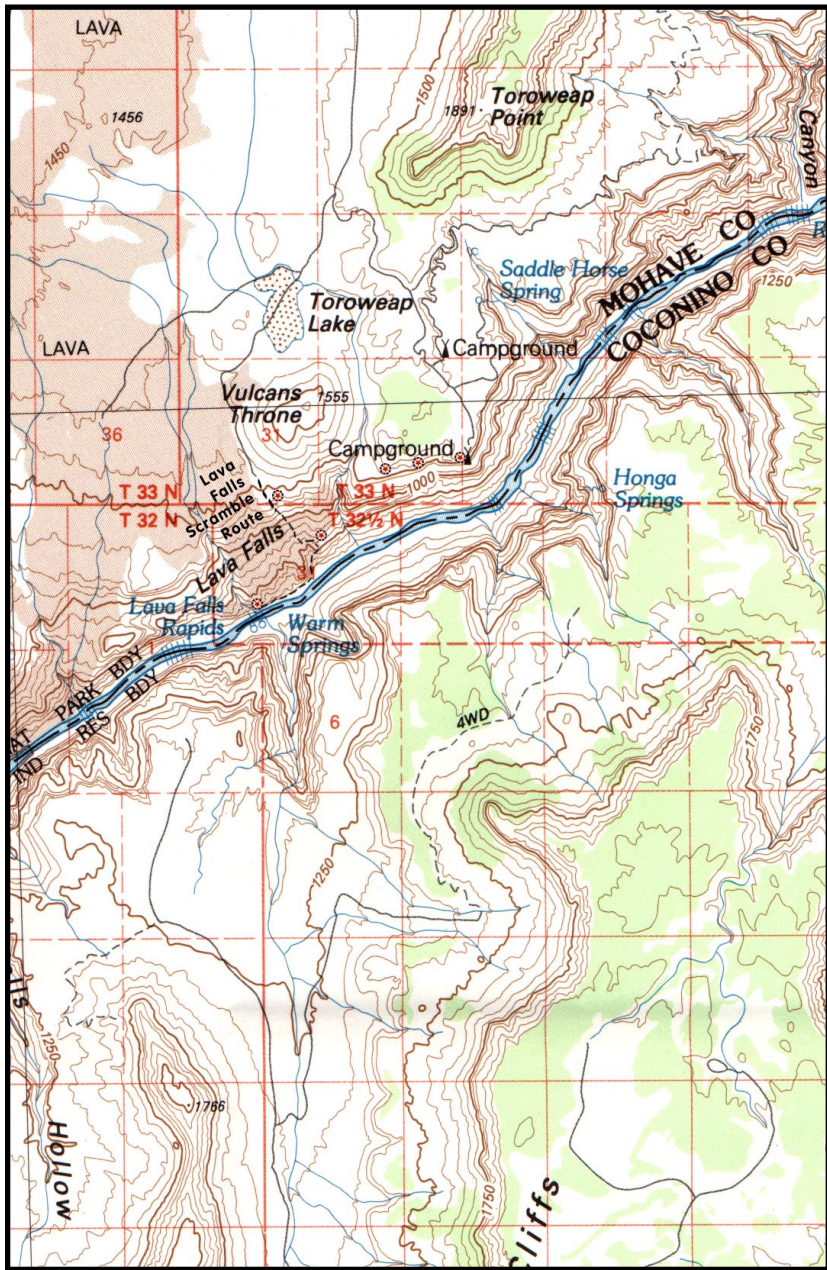 LAVA
1456
1450
1500
1891
Toroweap
Point
Canyon
MOHAVE CO
COCONINO CO
1250
Saddle Horse
Spring
Toroweap
Lake
LAVA
Campground
Vulcans
Throne
1555
36
31
Campground
1000
Lava
Falls
Scramble
Route
T 33 N
T 33 N
T 32 N
T 32½ N
Honga
Springs
Lava Falls
31
Lava Falls
Rapids
Warm
Springs
PARK BDY
RES BDY
IND
6
4WD
1750
1250
1250
1766
Hollow
1750
Cliffs